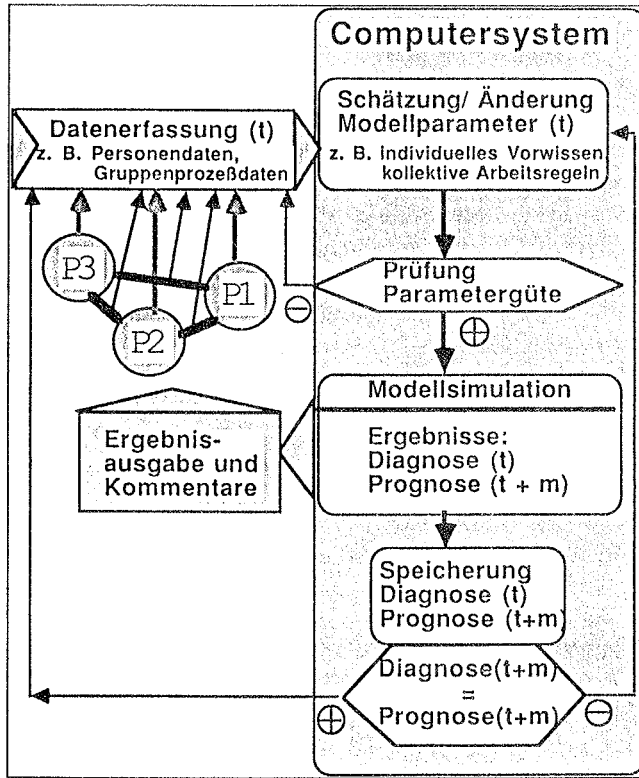 Computersystem
Datenerfassung (t)
z. B. Personendaten,
Gruppenprozeßdaten
Schätzung/ Änderung
Modellparameter (t)
z. B. Individuelles Vorwissen
kollektive Arbeitsregeln
P3
P1
P2
Prüfung
Parametergüte
−
+
Modellsimulation
Ergebnisse:
Diagnose (t)
Prognose (t + m)
Ergebnis-
ausgabe und
Kommentare
Speicherung
Diagnose (t)
Prognose (t+m)
Diagnose(t+m)
=
Prognose(t+m)
+
−